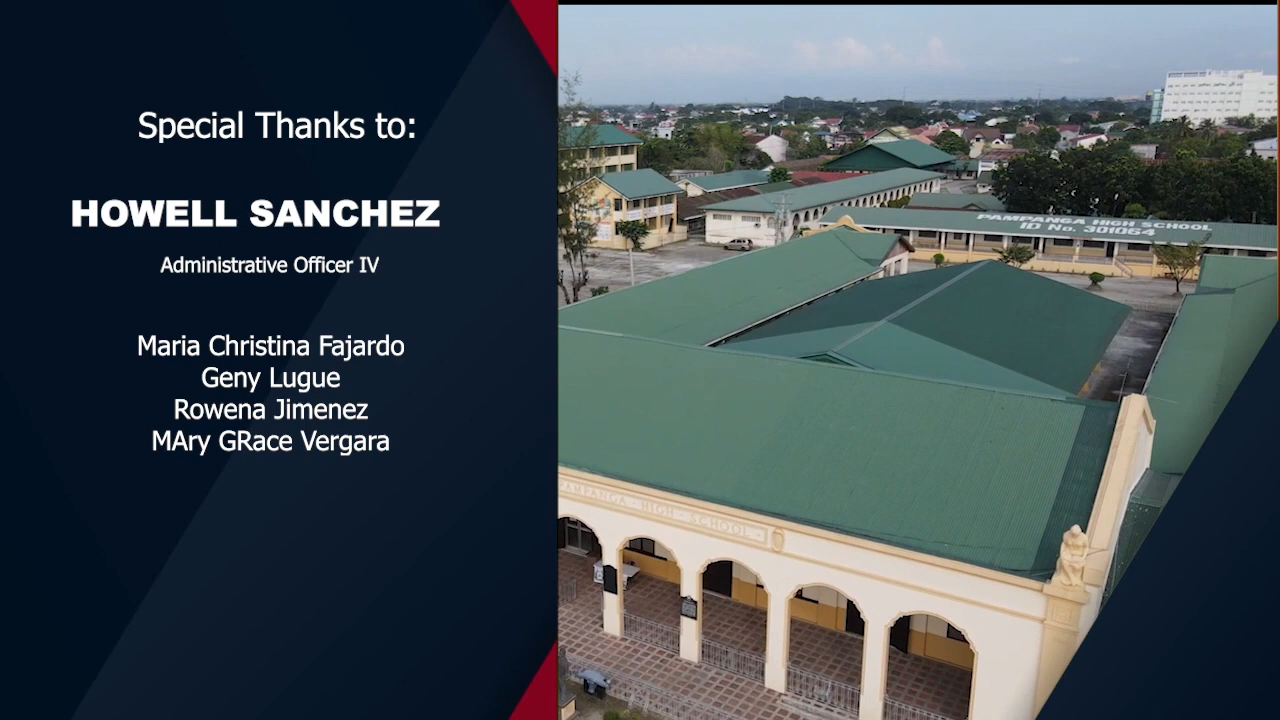 Special Thanks to:
HOWELL SANCHEZ
Administrative Officer IV
Maria Christina Fajardo
Geny Lugue
Rowena Jimenez
MAry GRace Vergara
PAMPANGA HIGH SCHOOL
ID No. 301064
PAMPANGA - HIGH - SCHOOL -